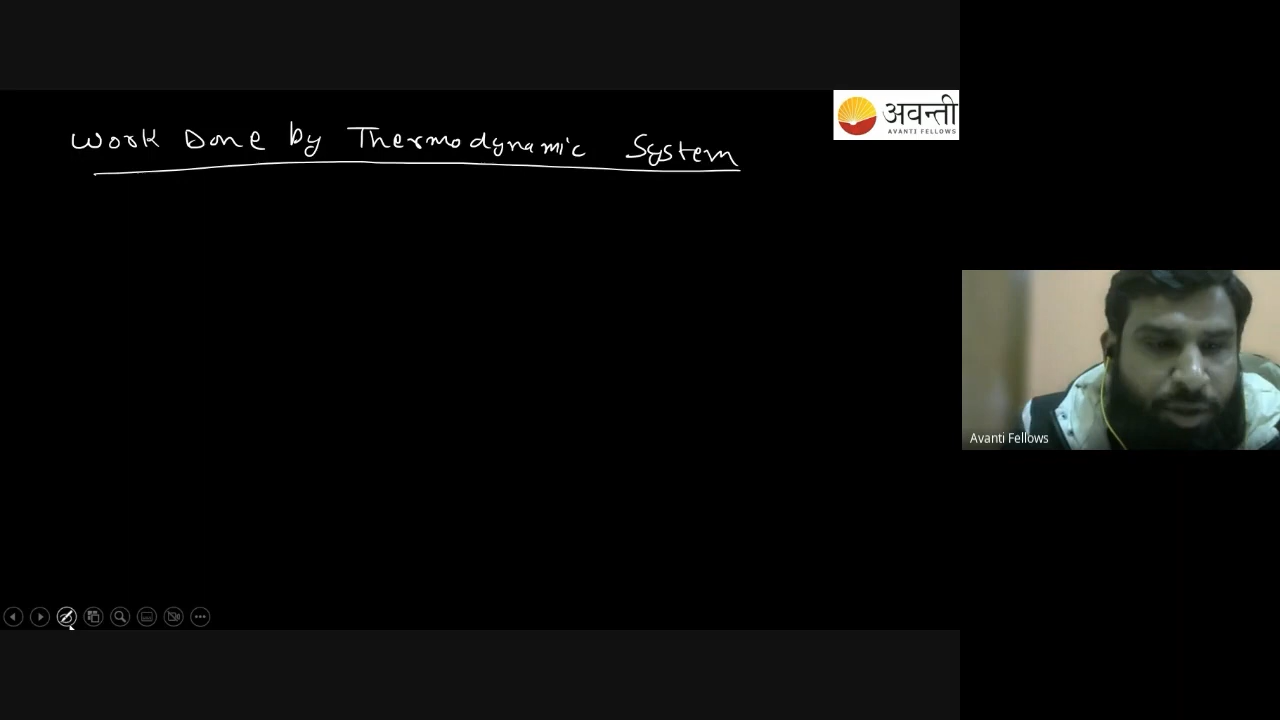 अवन्ती
AVANTI FELLOWS
Work Done by Thermodynamic System
Avanti Fellows